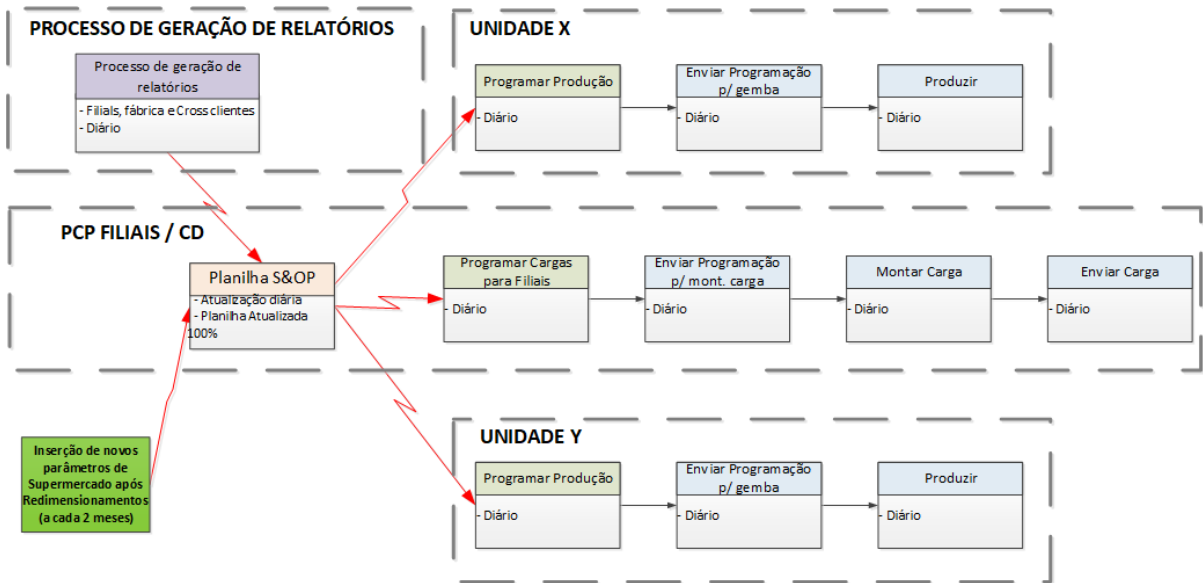 PROCESSO DE GERAÇÃO DE RELATÓRIOS
Processo de geração de
relatórios
- Filiais, fábrica e Cross clientes
- Diário
UNIDADE X
Programar Produção
- Diário
Enviar Programação
p/ gemba
- Diário
Produzir
- Diário
PCP FILIAIS / CD
Planilha S&OP
- Atualização diária
- Planilha Atualizada
100%
Programar Cargas
para Filiais
- Diário
Enviar Programação
p/ mont. carga
- Diário
Montar Carga
- Diário
Enviar Carga
- Diário
Inserção de novos
parâmetros de
Supermercado após
Redimensionamentos
(a cada 2 meses)
UNIDADE Y
Programar Produção
- Diário
Enviar Programação
p/ gemba
- Diário
Produzir
- Diário